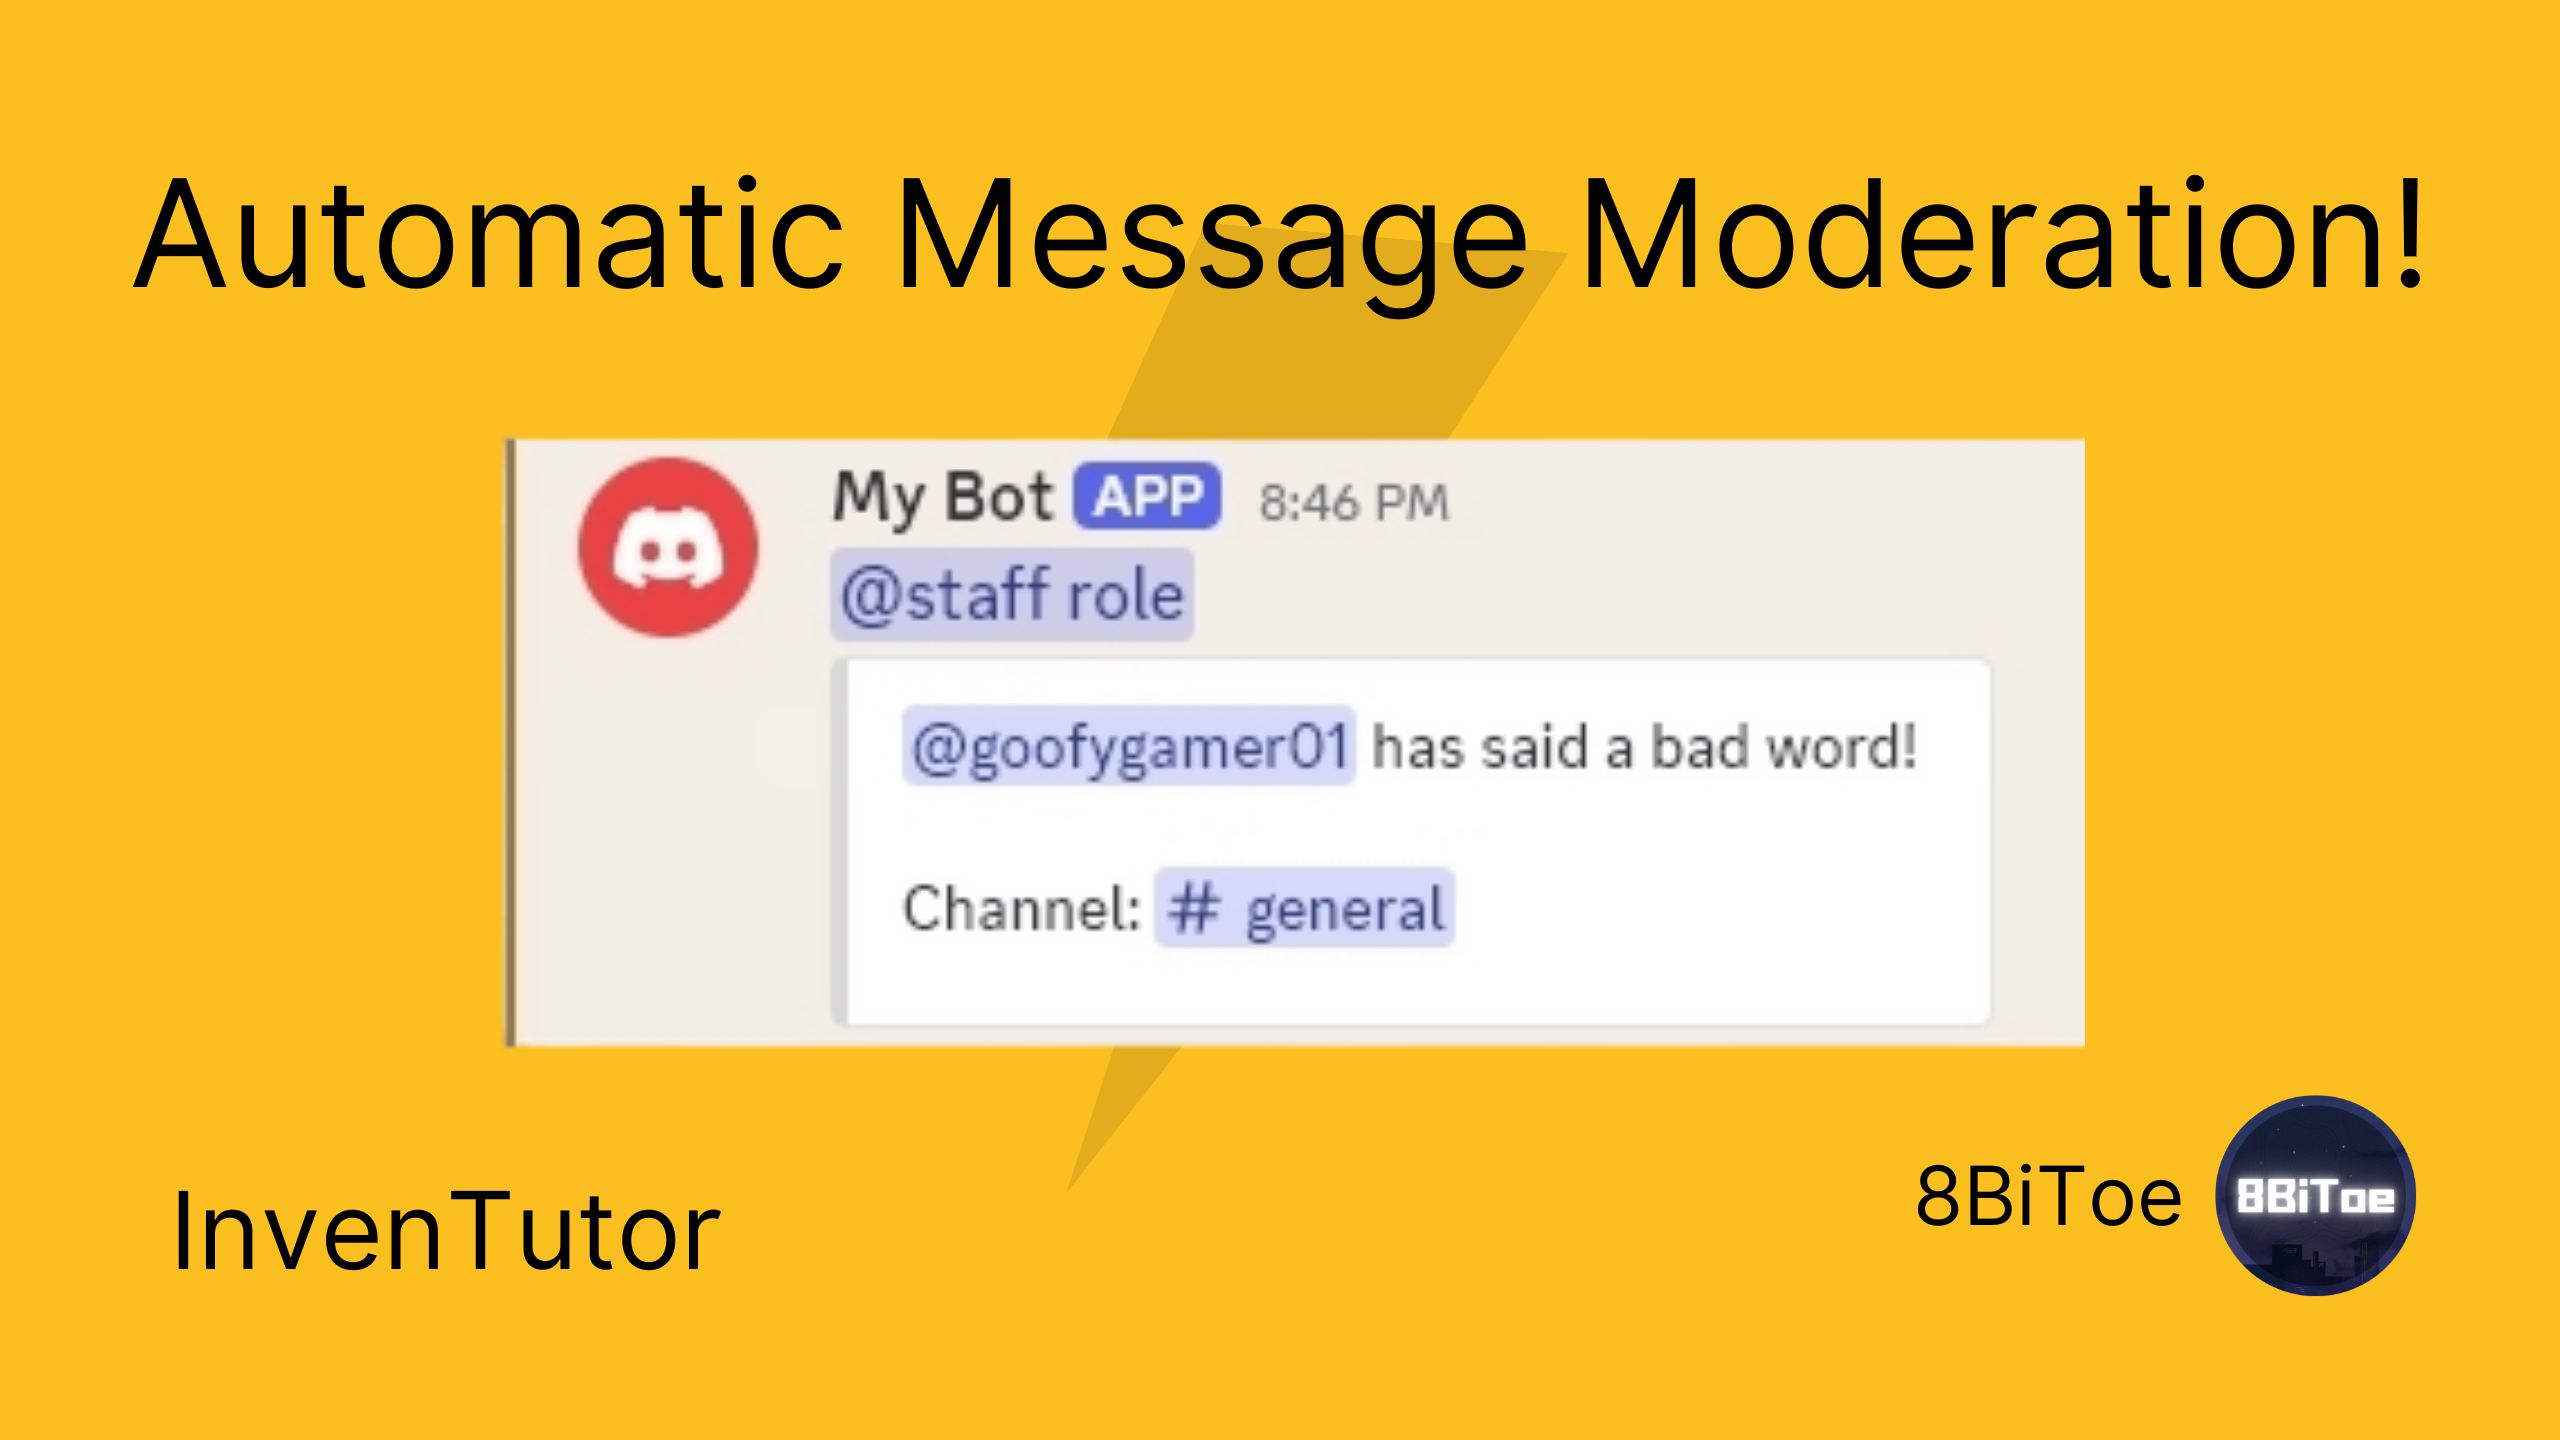 Automatic Message Moderation!
My Bot APP 8:46 PM
@staff role
@goofygamer01 has said a bad word!
Channel: # general
InvenTutor
8BiToe
8BiToe